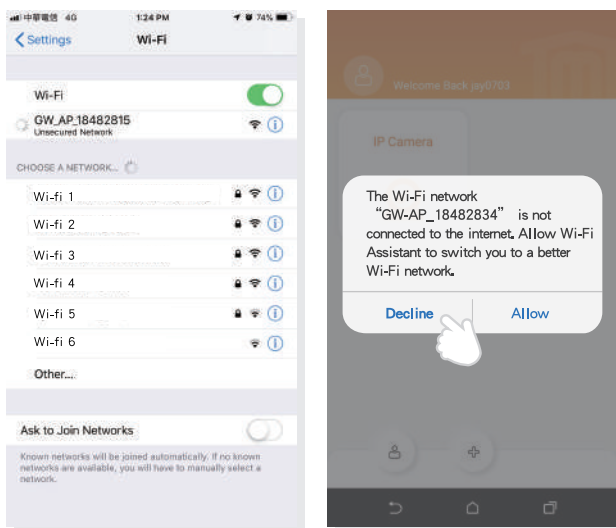 中華電信 4G 1:24 PM 74%
Settings Wi-Fi
Wi-Fi
GW_AP_18482815
Unsecured Network
CHOOSE A NETWORK...
Wi-fi 1
Wi-fi 2
Wi-fi 3
Wi-fi 4
Wi-fi 5
Wi-fi 6
Other...
Ask to Join Networks
Known networks will be joined automatically. If no known
networks are available, you will have to manually select a
network.
Welcome Back jay0703
IP Camera
The Wi-Fi network
“GW-AP_18482834” is not
connected to the internet. Allow Wi-Fi
Assistant to switch you to a better
Wi-Fi network.
Decline Allow